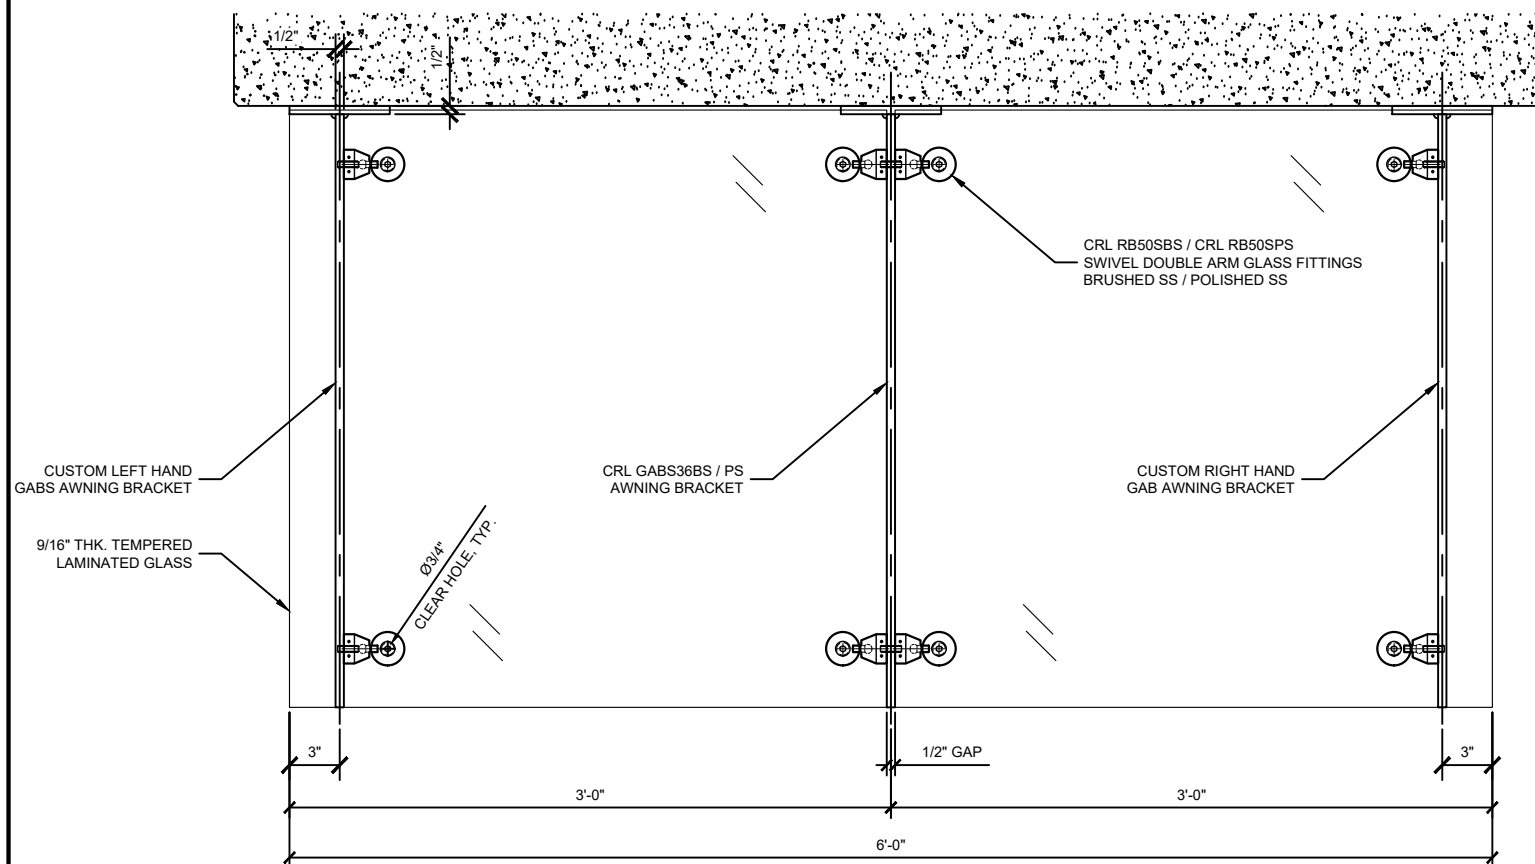 1/2"
1/2"
CRL RB50SBS / CRL RB50SPS
SWIVEL DOUBLE ARM GLASS FITTINGS
BRUSHED SS / POLISHED SS
CUSTOM LEFT HAND
GABS AWNING BRACKET
CRL GABS36BS / PS
AWNING BRACKET
CUSTOM RIGHT HAND
GAB AWNING BRACKET
9/16" THK. TEMPERED
LAMINATED GLASS
Ø3/4"
CLEAR HOLE, TYP.
3"
1/2" GAP
3"
3'-0"
3'-0"
6'-0"